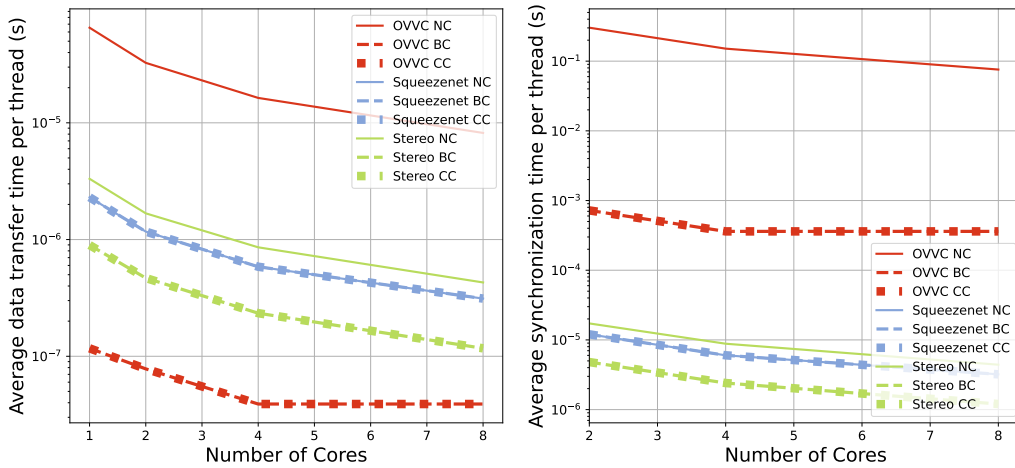 Average data transfer time per thread (s)
10⁻⁵
10⁻⁶
10⁻⁷
1 2 3 4 5 6 7 8
Number of Cores
OVVC NC
OVVC BC
OVVC CC
Squeezenet NC
Squeezenet BC
Squeezenet CC
Stereo NC
Stereo BC
Stereo CC
Average synchronization time per thread (s)
10⁻¹
10⁻²
10⁻³
10⁻⁴
10⁻⁵
10⁻⁶
2 3 4 5 6 7 8
Number of Cores
OVVC NC
OVVC BC
OVVC CC
Squeezenet NC
Squeezenet BC
Squeezenet CC
Stereo NC
Stereo BC
Stereo CC